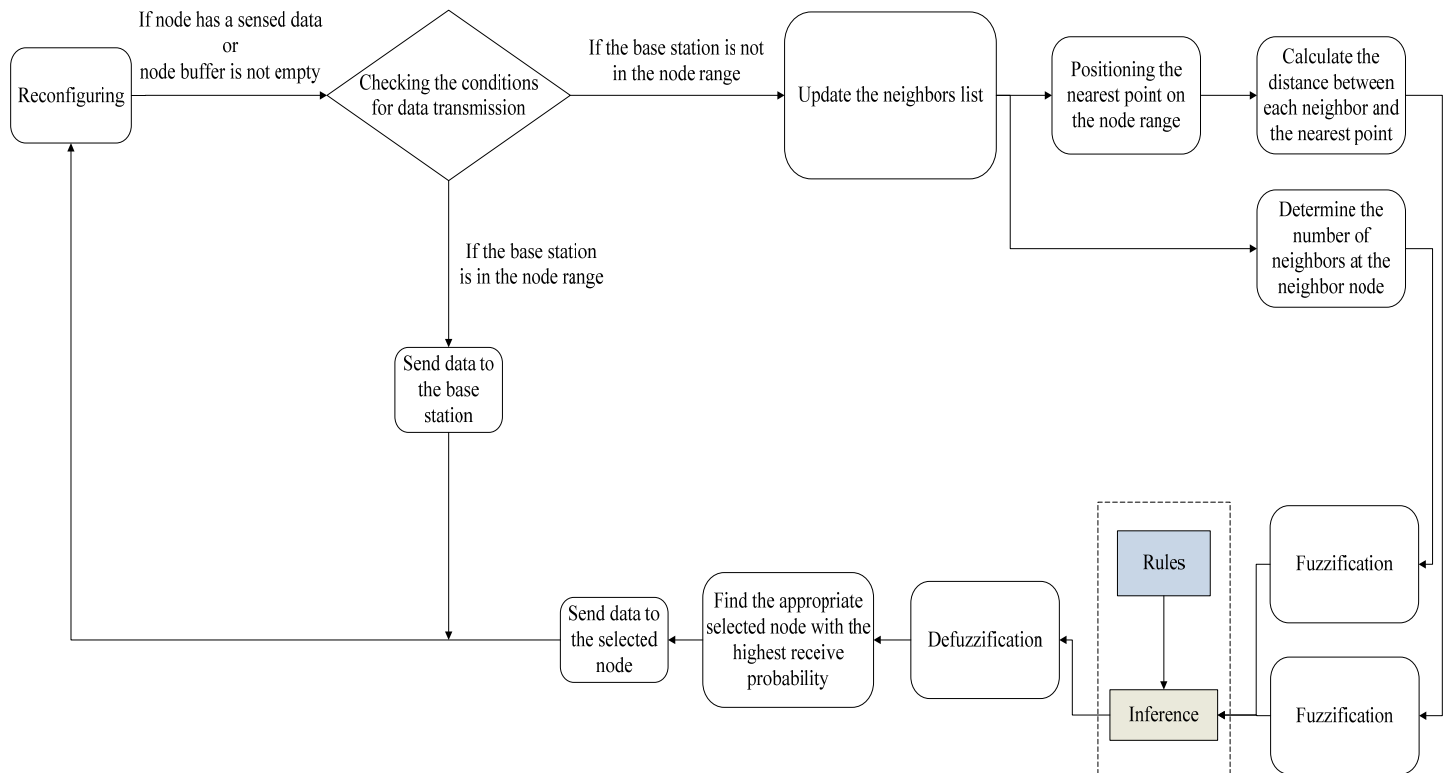 If node has a sensed data
or
node buffer is not empty
Reconfiguring
Checking the conditions
for data transmission
If the base station is not
in the node range
Update the neighbors list
Positioning the
nearest point on
the node range
Calculate the
distance between
each neighbor and
the nearest point
Determine the
number of
neighbors at the
neighbor node
If the base station
is in the node range
Send data to
the base
station
Rules
Fuzzification
Inference
Fuzzification
Defuzzification
Find the appropriate
selected node with the
highest receive
probability
Send data to
the selected
node